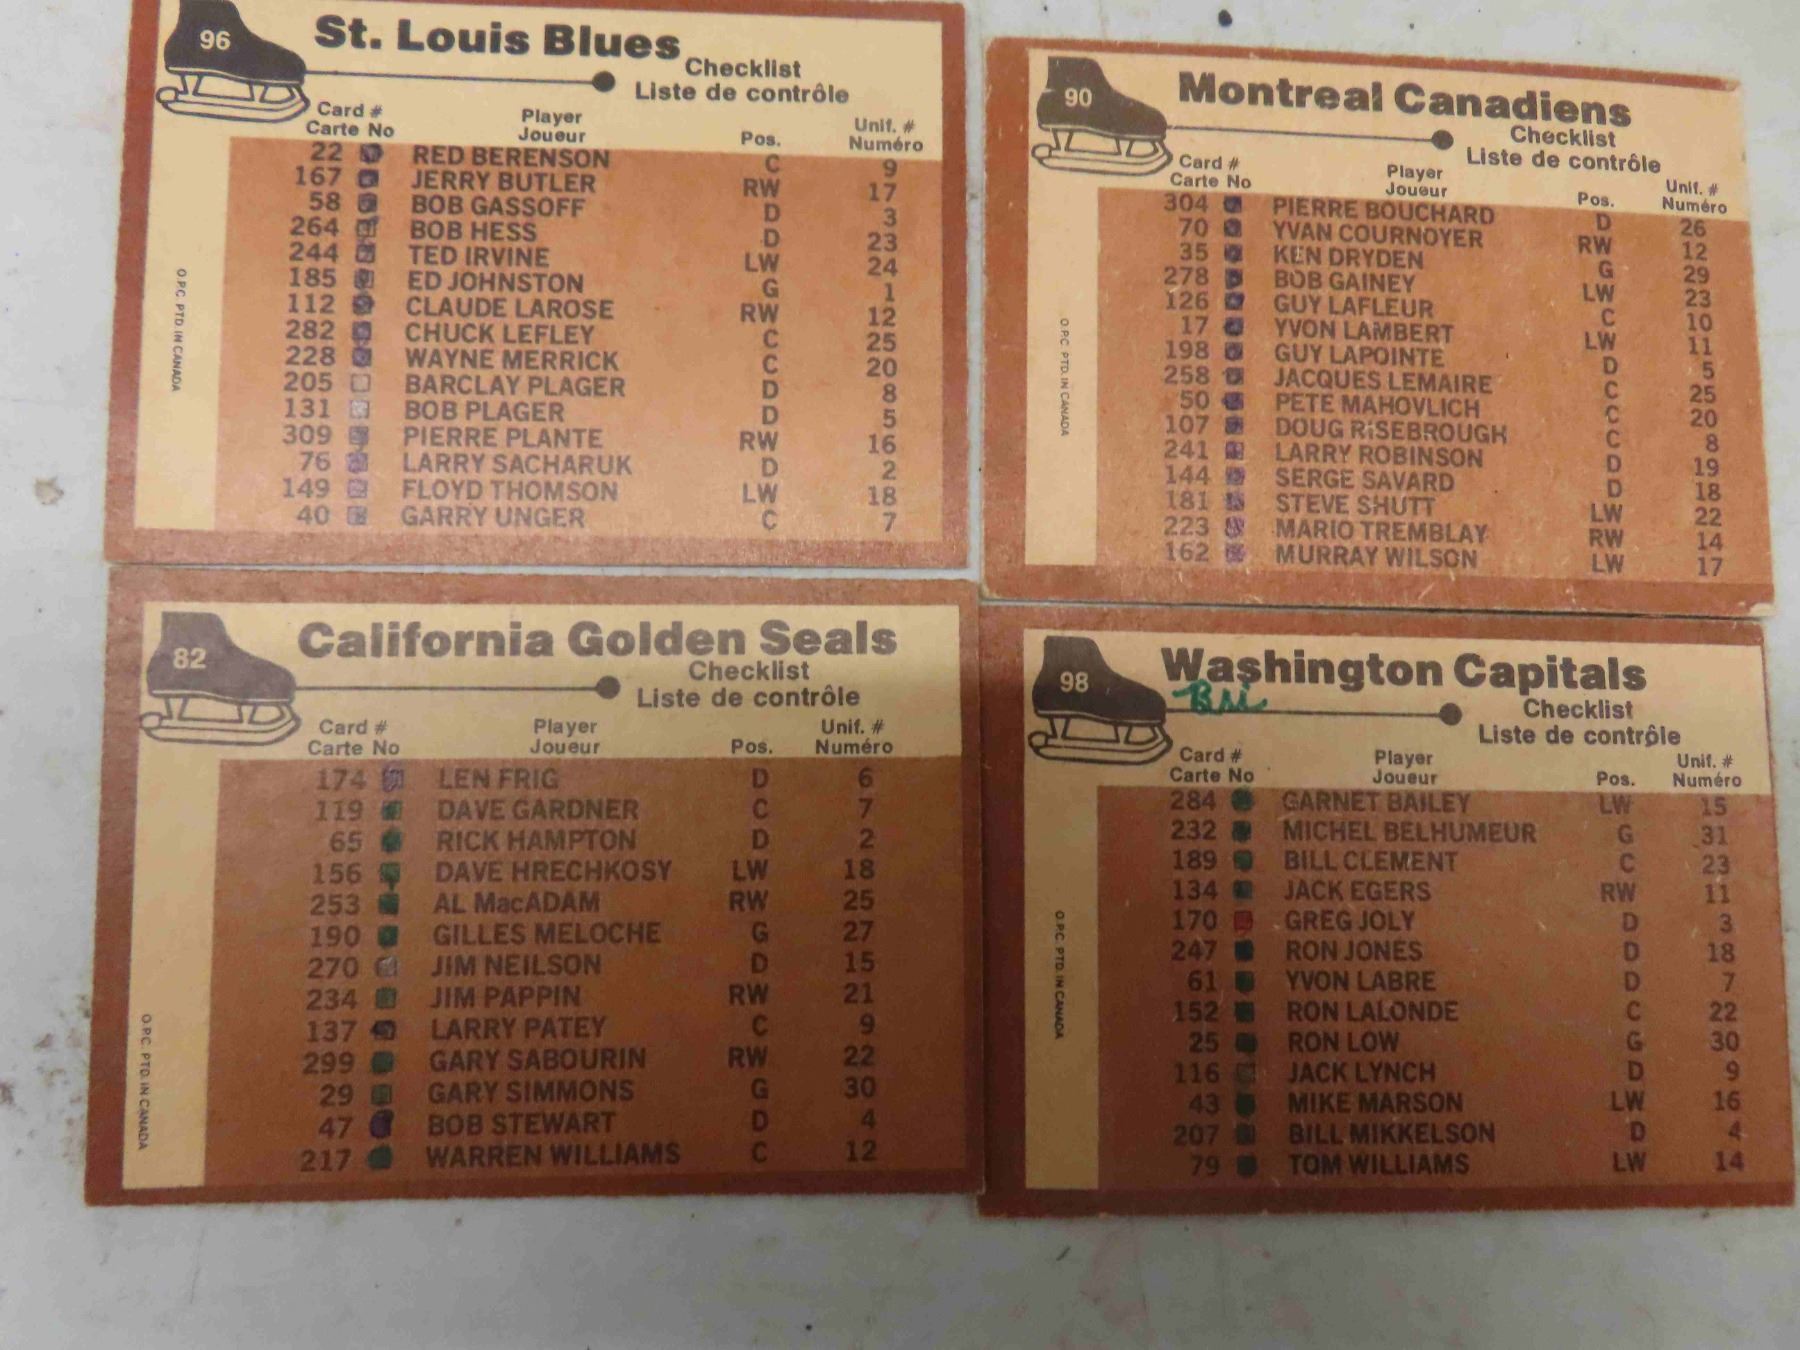 96
St. Louis Blues
Checklist
Liste de contrôle
Card # Player Unif. #
Carte No Joueur Pos. Numéro
22 RED BERENSON C 9
167 JERRY BUTLER RW 17
58 BOB GASSOFF D 3
264 BOB HESS D 23
244 TED IRVINE LW 24
185 ED JOHNSTON G 1
112 CLAUDE LAROSE RW 12
282 CHUCK LEFLEY C 25
228 WAYNE MERRICK C 20
205 BARCLAY PLAGER D 8
131 BOB PLAGER D 5
309 PIERRE PLANTE RW 16
76 LARRY SACHARUK D 2
149 FLOYD THOMSON LW 18
40 GARRY UNGER C 7
O.P.C. PTD. IN CANADA
90
Montreal Canadiens
Checklist
Liste de contrôle
Card # Player Unif. #
Carte No Joueur Pos. Numéro
304 PIERRE BOUCHARD D 26
70 YVAN COURNOYER RW 12
35 KEN DRYDEN G 29
278 BOB GAINEY LW 23
126 GUY LAFLEUR C 10
17 YVON LAMBERT LW 11
198 GUY LAPOINTE D 5
258 JACQUES LEMAIRE C 25
50 PETE MAHOVLICH C 20
107 DOUG RISEBROUGH C 8
241 LARRY ROBINSON D 19
144 SERGE SAVARD D 18
181 STEVE SHUTT LW 22
223 MARIO TREMBLAY RW 14
162 MURRAY WILSON LW 17
O.P.C. PTD. IN CANADA
82
California Golden Seals
Checklist
Liste de contrôle
Card # Player Unif. #
Carte No Joueur Pos. Numéro
174 LEN FRIG D 6
119 DAVE GARDNER C 7
65 RICK HAMPTON D 2
156 DAVE HRECHKOSY LW 18
253 AL MacADAM RW 25
190 GILLES MELOCHE G 27
270 JIM NEILSON D 15
234 JIM PAPPIN RW 21
137 LARRY PATEY C 9
299 GARY SABOURIN RW 22
29 GARY SIMMONS G 30
47 BOB STEWART D 4
217 WARREN WILLIAMS C 12
O.P.C. PTD. IN CANADA
98
Washington Capitals
Checklist
Liste de contrôle
Card # Player Unif. #
Carte No Joueur Pos. Numéro
284 GARNET BAILEY LW 15
232 MICHEL BELHUMEUR G 31
189 BILL CLEMENT C 23
134 JACK EGERS RW 11
170 GREG JOLY D 3
247 RON JONES D 18
61 YVON LABRE D 7
152 RON LALONDE C 22
25 RON LOW G 30
116 JACK LYNCH D 9
43 MIKE MARSON LW 16
207 BILL MIKKELSON D 4
79 TOM WILLIAMS LW 14
O.P.C. PTD. IN CANADA